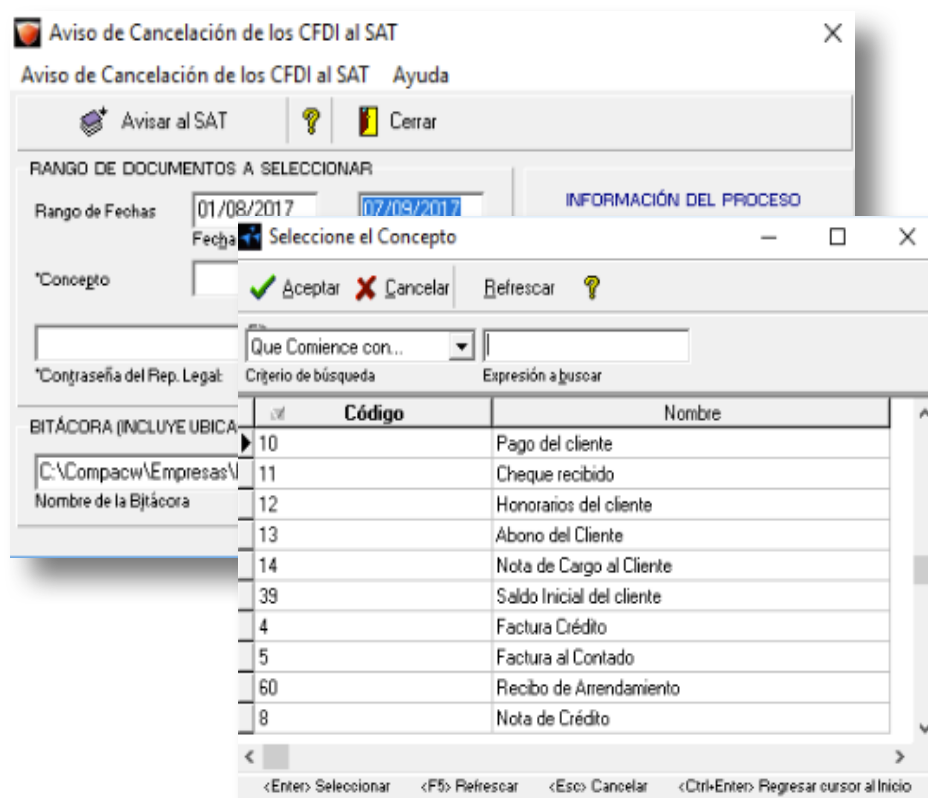 Aviso de Cancelación de los CFDI al SAT
Aviso de Cancelación de los CFDI al SAT Ayuda
Avisar al SAT Cerrar
RANGO DE DOCUMENTOS A SELECCIONAR
INFORMACIÓN DEL PROCESO
Rango de Fechas 01/08/2017 07/09/2017
Fecha
*Concepto
*Contraseña del Rep. Legal:
BITÁCORA (INCLUYE UBICA
C:\Compacw\Empresas\
Nombre de la Bitácora
Seleccione el Concepto
Aceptar Cancelar Refrescar
Que Comience con...
Criterio de búsqueda Expresión a buscar
Código Nombre
10 Pago del cliente
11 Cheque recibido
12 Honorarios del cliente
13 Abono del Cliente
14 Nota de Cargo al Cliente
39 Saldo Inicial del cliente
4 Factura Crédito
5 Factura al Contado
60 Recibo de Arrendamiento
8 Nota de Crédito
<Enter> Seleccionar <F5> Refrescar <Esc> Cancelar <Ctrl+Enter> Regresar cursor al Inicio